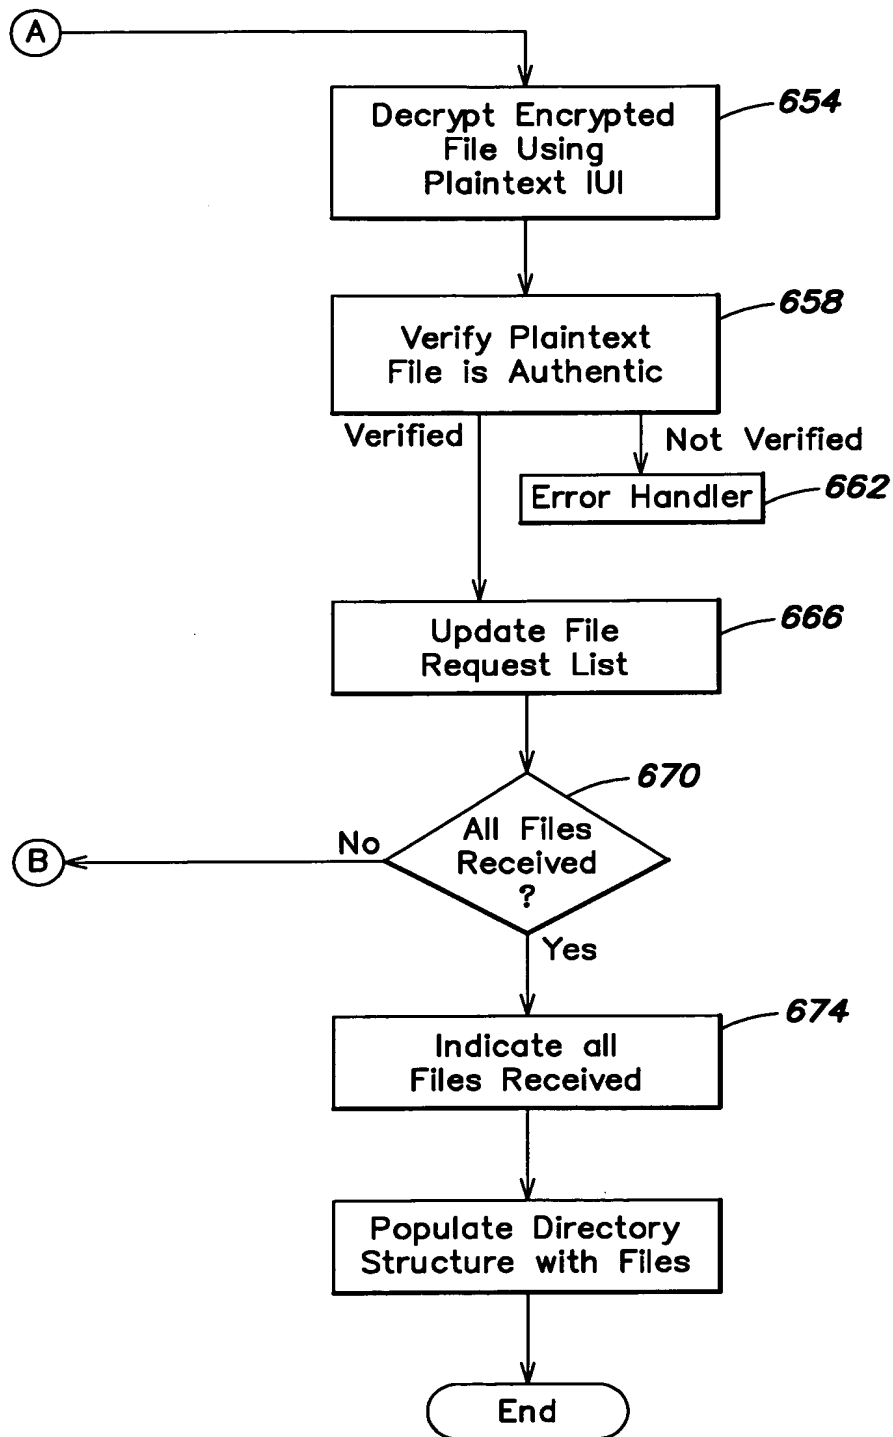 A
654
Decrypt Encrypted
File Using
Plaintext IUI
658
Verify Plaintext
File is Authentic
Verified
Not Verified
Error Handler
662
666
Update File
Request List
670
All Files
Received
?
No
B
Yes
674
Indicate all
Files Received
Populate Directory
Structure with Files
End